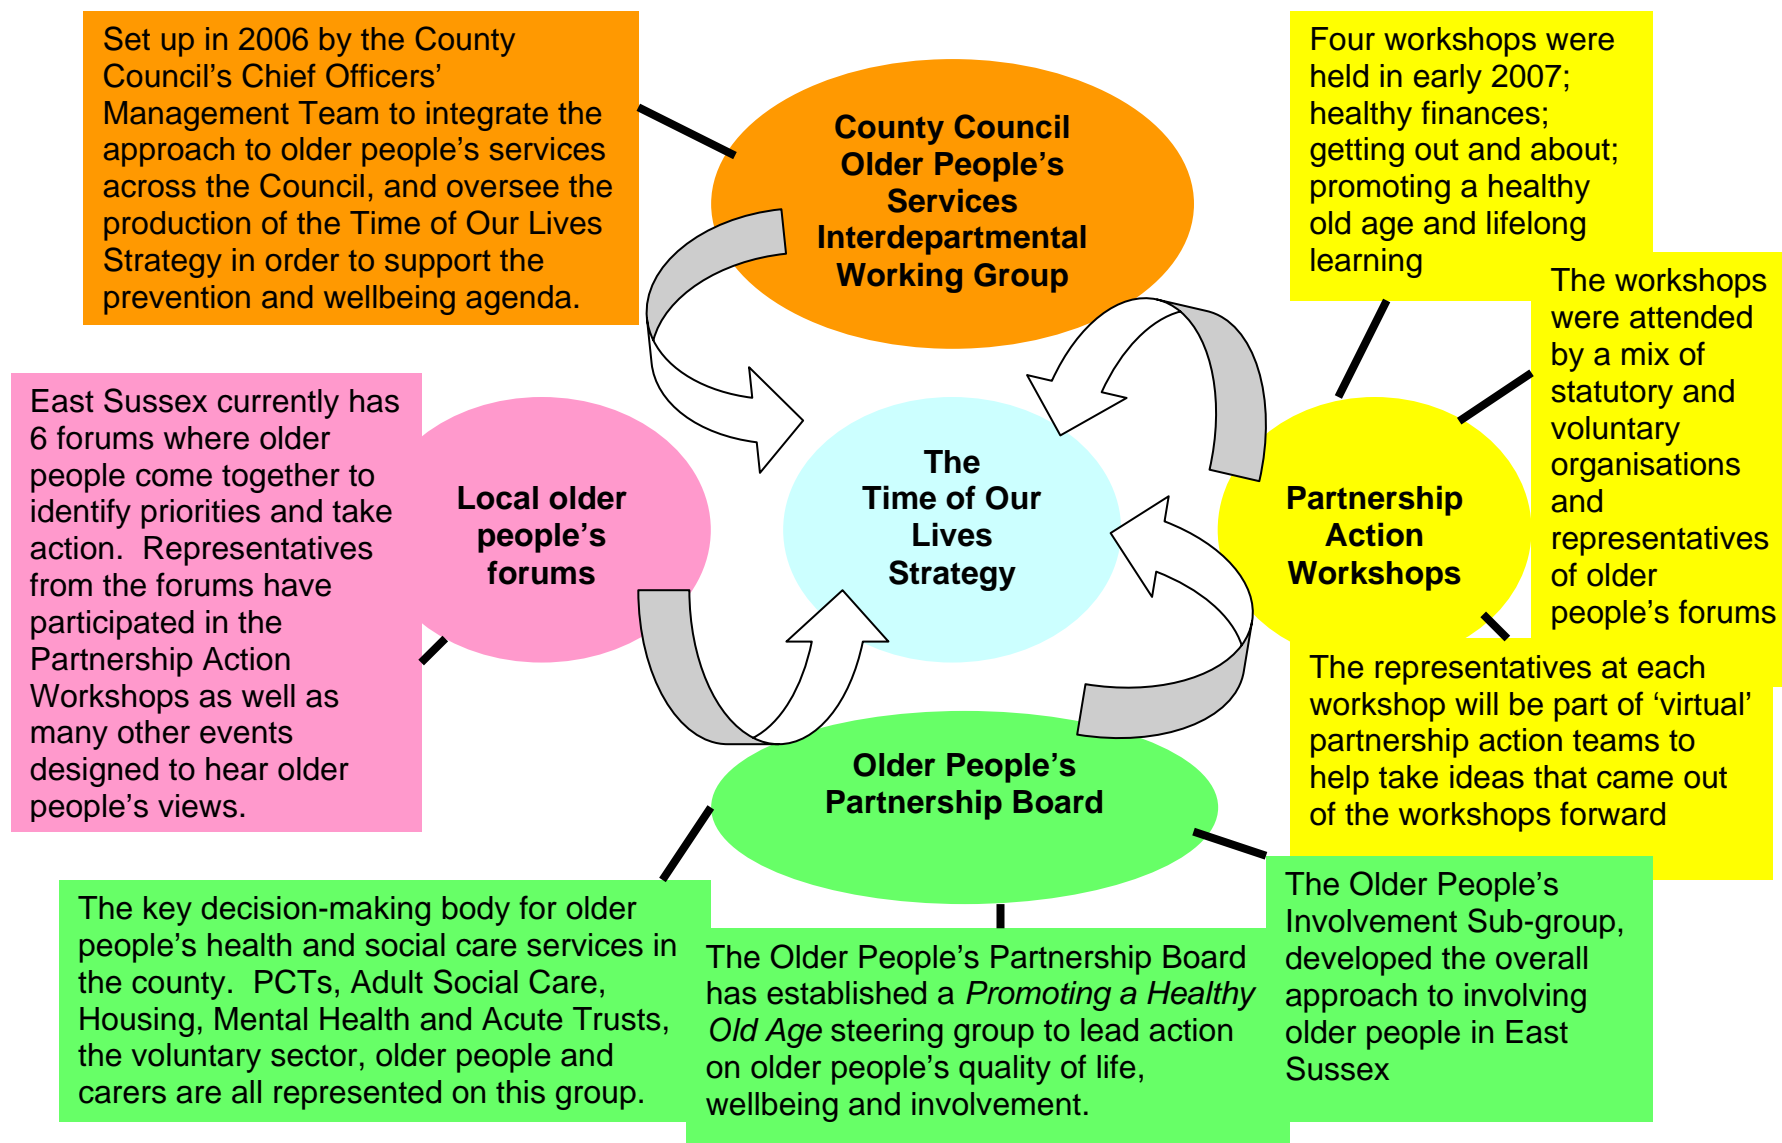 Set up in 2006 by the County
Council’s Chief Officers’
Management Team to integrate the
approach to older people’s services
across the Council, and oversee the
production of the Time of Our Lives
Strategy in order to support the
prevention and wellbeing agenda.
County Council
Older People’s
Services
Interdepartmental
Working Group
Four workshops were
held in early 2007;
healthy finances;
getting out and about;
promoting a healthy
old age and lifelong
learning
The workshops
were attended
by a mix of
statutory and
voluntary
organisations
and
representatives
of older
people’s forums
East Sussex currently has
6 forums where older
people come together to
identify priorities and take
action.  Representatives
from the forums have
participated in the
Partnership Action
Workshops as well as
many other events
designed to hear older
people’s views.
Local older
people’s
forums
The
Time of Our
Lives
Strategy
Partnership
Action
Workshops
The representatives at each
workshop will be part of ‘virtual’
partnership action teams to
help take ideas that came out
of the workshops forward
Older People’s
Partnership Board
The key decision-making body for older
people’s health and social care services in
the county.  PCTs, Adult Social Care,
Housing, Mental Health and Acute Trusts,
the voluntary sector, older people and
carers are all represented on this group.
The Older People’s Partnership Board
has established a Promoting a Healthy
Old Age steering group to lead action
on older people’s quality of life,
wellbeing and involvement.
The Older People’s
Involvement Sub-group,
developed the overall
approach to involving
older people in East
Sussex